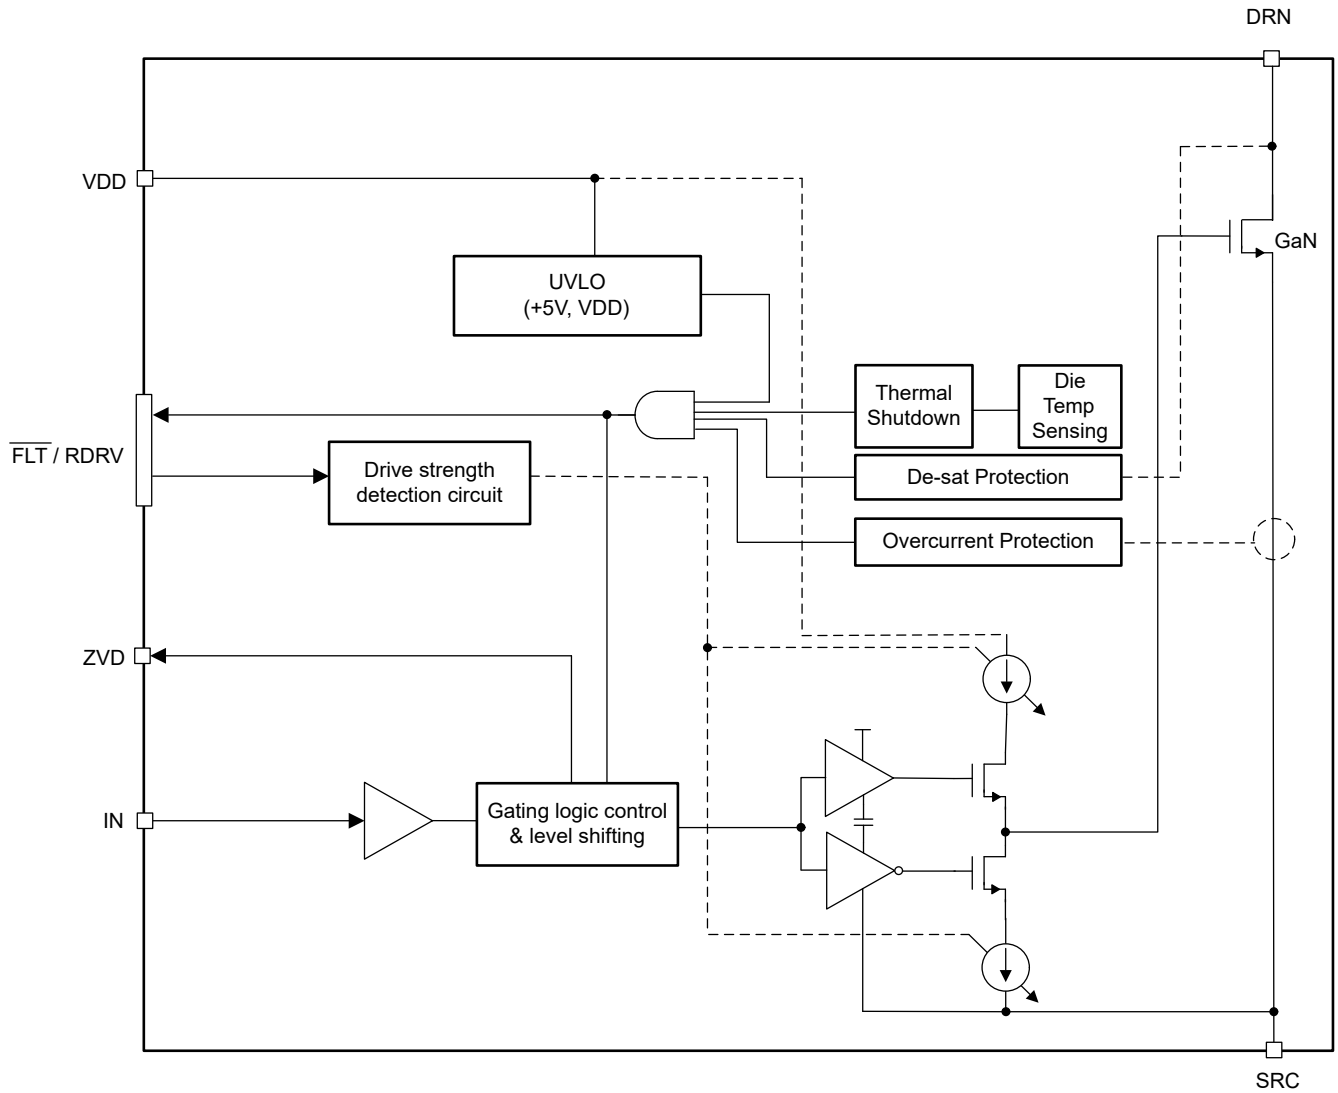 DRN
VDD
GaN
UVLO
(+5V, VDD)
Thermal
Shutdown
Die
Temp
Sensing
FLT / RDRV
Drive strength
detection circuit
De-sat Protection
Overcurrent Protection
ZVD
IN
Gating logic control
& level shifting
SRC